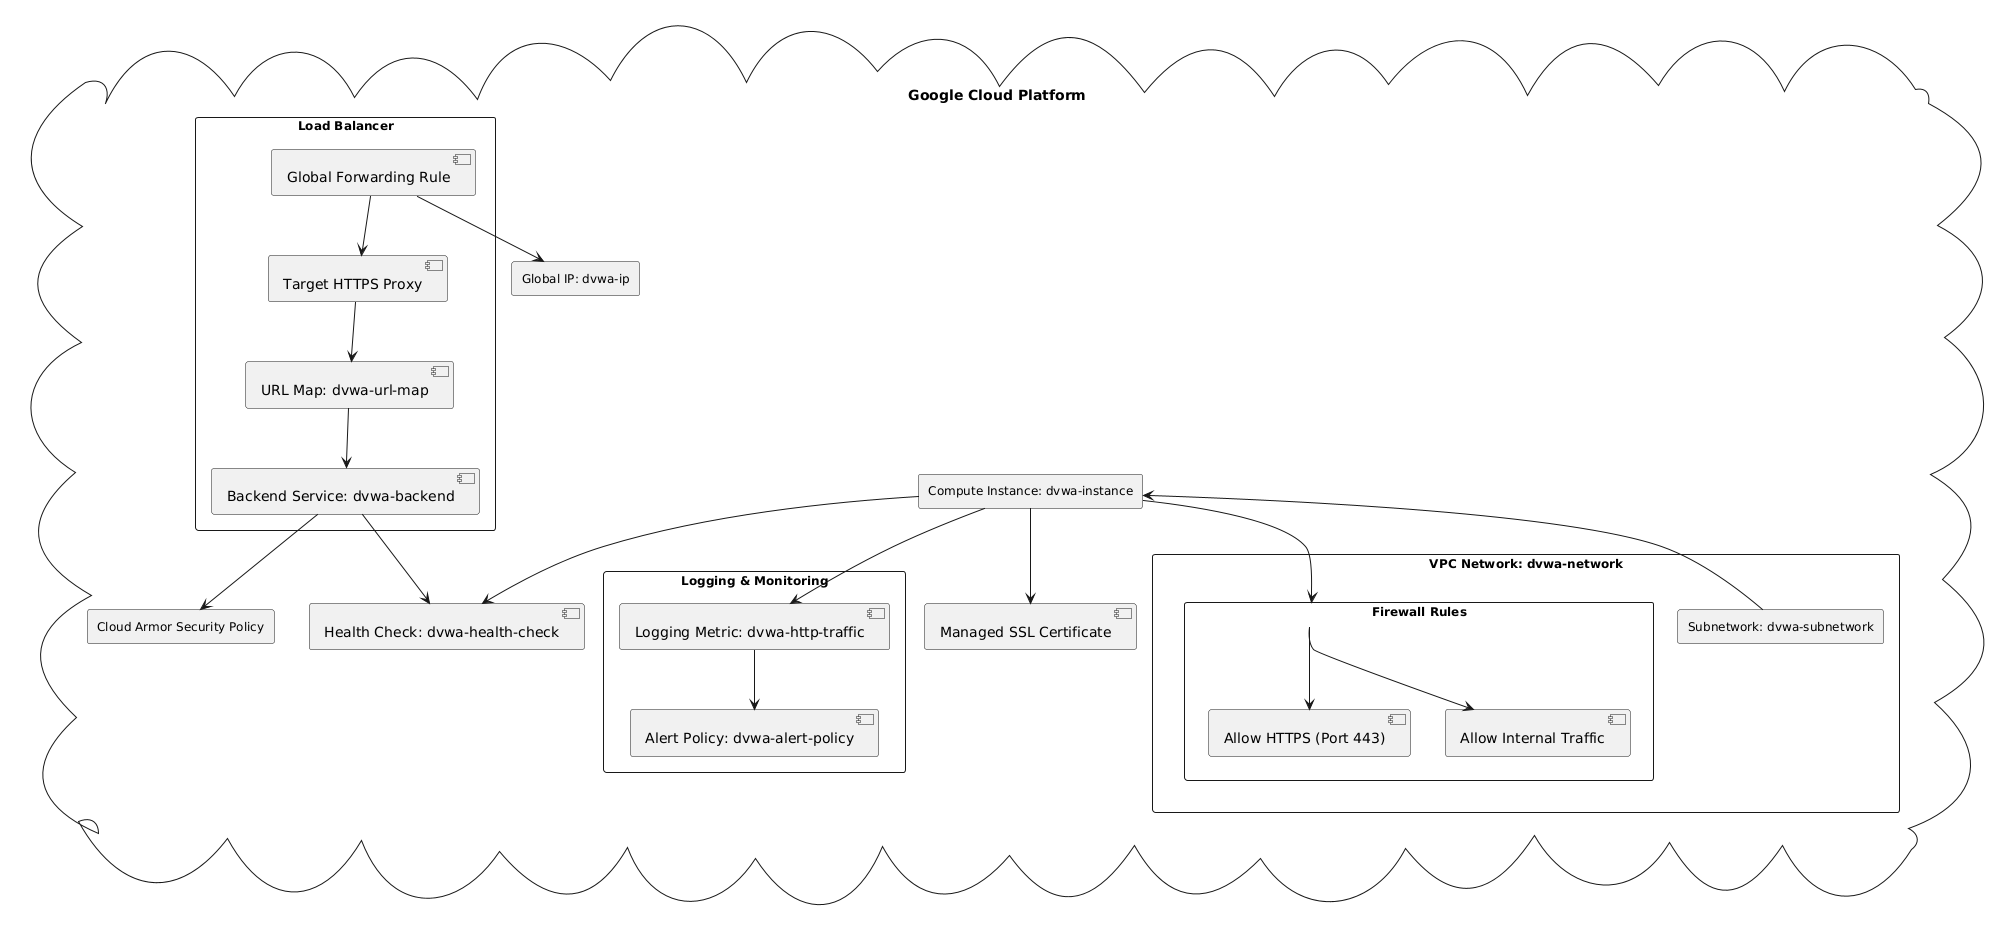 Google Cloud Platform
Load Balancer
Global Forwarding Rule
Target HTTPS Proxy
Global IP: dvwa-ip
URL Map: dvwa-url-map
Backend Service: dvwa-backend
Compute Instance: dvwa-instance
VPC Network: dvwa-network
Logging & Monitoring
Firewall Rules
Cloud Armor Security Policy
Health Check: dvwa-health-check
Logging Metric: dvwa-http-traffic
Managed SSL Certificate
Subnetwork: dvwa-subnetwork
Alert Policy: dvwa-alert-policy
Allow HTTPS (Port 443)
Allow Internal Traffic